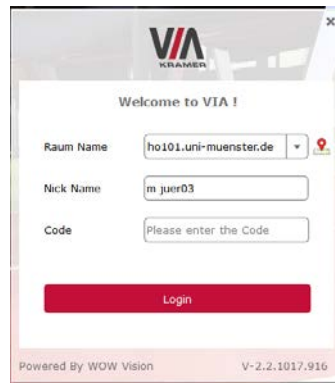 VIA
KRAMER
Welcome to VIA !
Raum Name ho101.uni-muenster.de
Nick Name m juer03
Code Please enter the Code
Login
Powered By WOW Vision V-2.2.1017.916